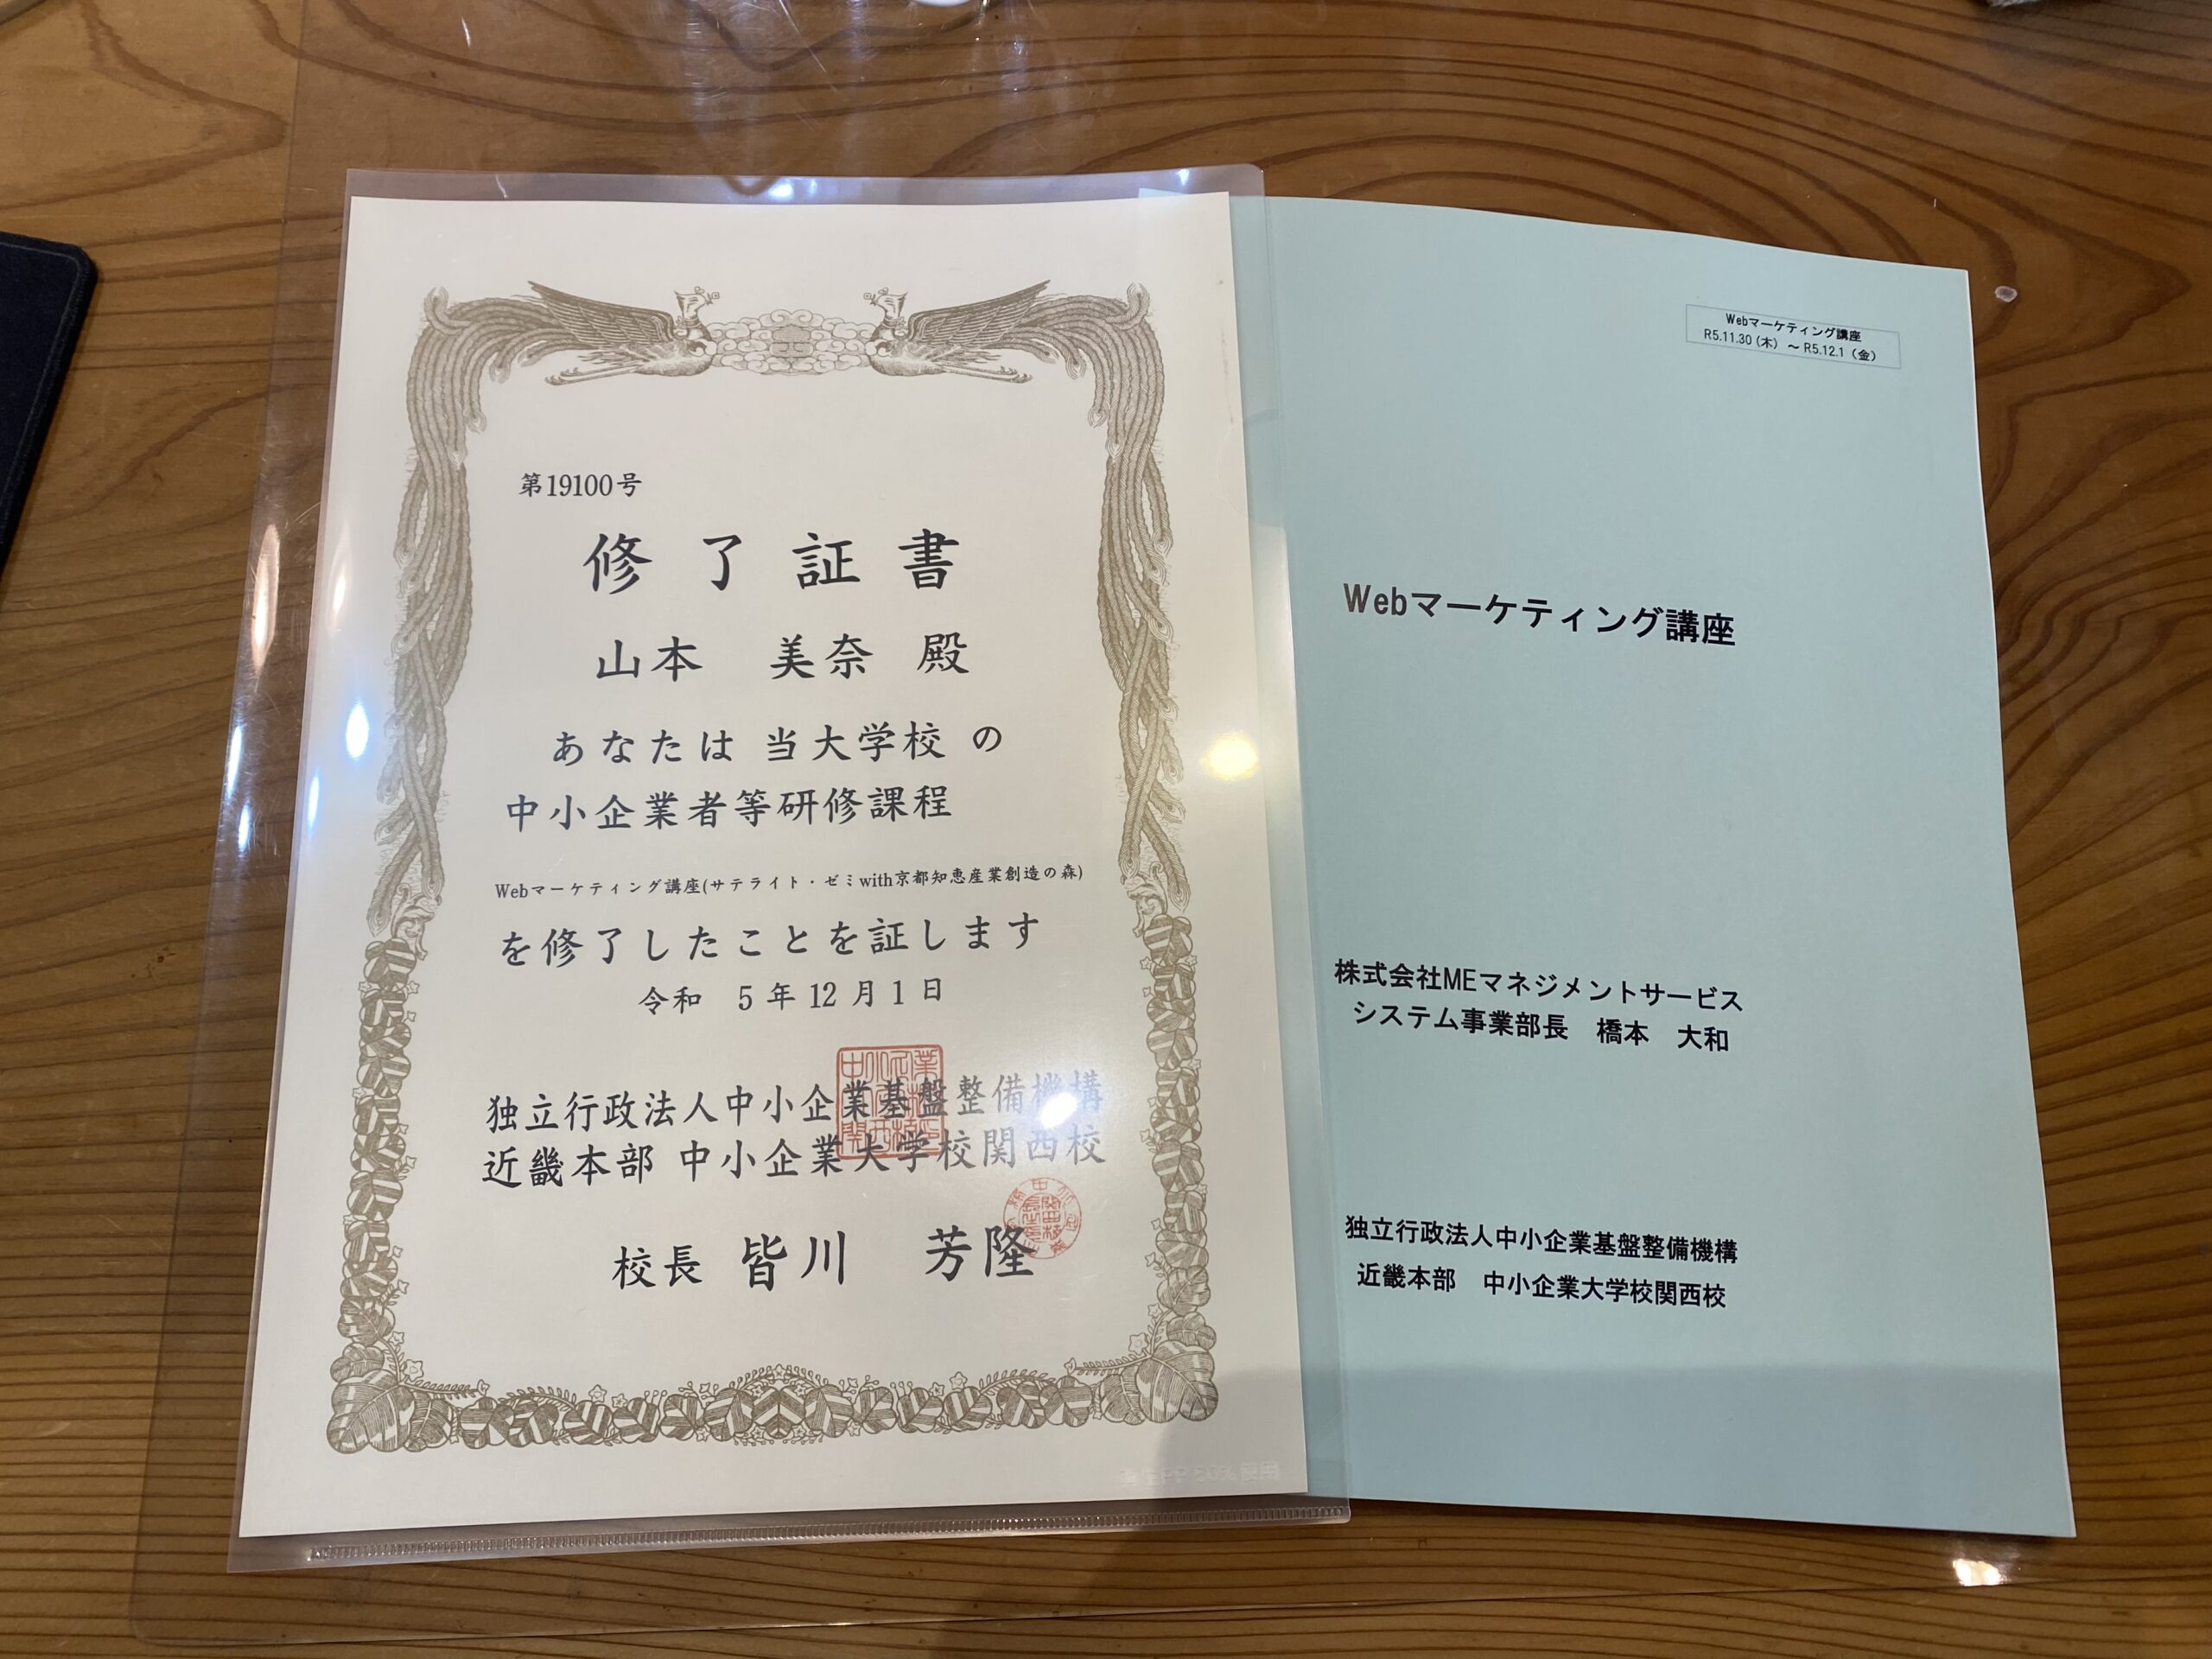 第19100号
修了証書
山本 美奈 殿
あなたは 当大学校 の
中小企業者等研修課程
Webマーケティング講座(サテライト・ゼミwith京都知恵産業創造の森)
を修了したことを証します
令和 5 年 12 月 1 日
独立行政法人中小企業基盤整備機構
近畿本部 中小企業大学校関西校
校長 皆川 芳隆
Webマーケティング講座
R5.11.30(木) ～R5.12.1(金)
Webマーケティング講座
株式会社MEマネジメントサービス
システム事業部長 橋本 大和
独立行政法人中小企業基盤整備機構
近畿本部 中小企業大学校関西校